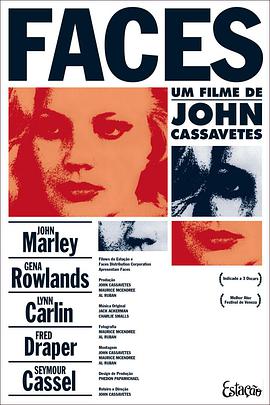 FACES
UM FILME DE
JOHN
CASSAVETES
JOHN
Marley
GENA
Rowlands
LYNN
Carlin
FRED
Draper
SEYMOUR
Cassel
Filmes da Estação e
Faces Distribution Corporation
Apresentam Faces
Produção
JOHN CASSAVETES
MAURICE MCENDREE
AL RUBAN
Música Original
JACK ACKERMAN
CHARLIE SMALLS
Fotografia
MAURICE MCENDREE
AL RUBAN
Montagem
JOHN CASSAVETES
MAURICE MCENDREE
AL RUBAN
Design de Produção
PHEDON PAPAMICHAEL
Roteiro e Direção
JOHN CASSAVETES
Indicado a 3 Oscars
Melhor Ator
Festival de Veneza
Estação